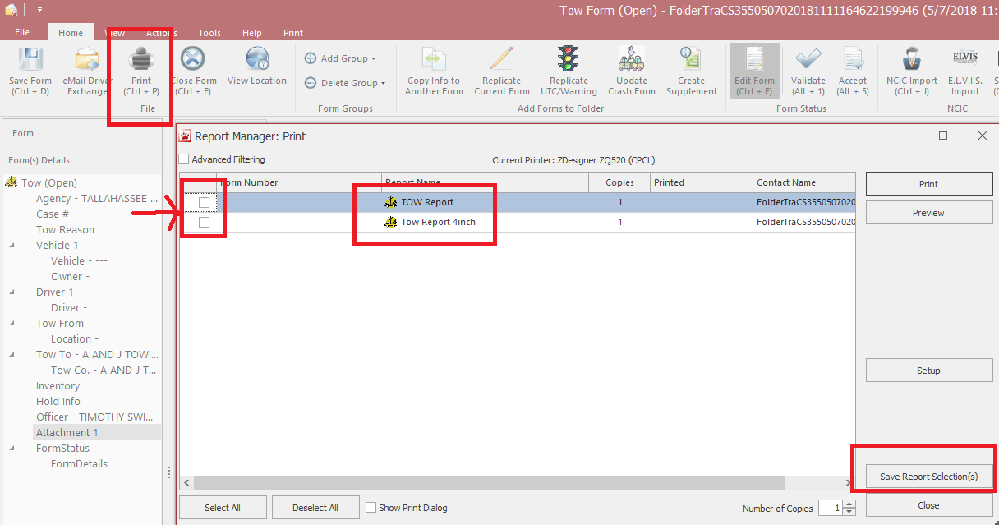 Tow Form (Open) - FolderTraCS355050702018111116462219​9946 (5/7/2018 11:
File Home View Actions Tools Help Print
Save Form
(Ctrl + D)
eMail Driver
Exchange
Print
(Ctrl + P)
Close Form
(Ctrl + F)
View Location
File
Add Group
Delete Group
Form Groups
Copy Info to
Another Form
Replicate
Current Form
Replicate
UTC/Warning
Update
Crash Form
Create
Supplement
Add Forms to Folder
Edit Form
(Ctrl + E)
Validate
(Alt + 1)
Accept
(Alt + 5)
Form Status
NCIC Import
(Ctrl + J)
ELVIS
E.L.V.I.S.
Import
NCIC
Form
Form(s) Details
Tow (Open)
Agency - TALLAHASSEE ...
Case #
Tow Reason
Vehicle 1
Vehicle - ---
Owner -
Driver 1
Driver -
Tow From
Location -
Tow To - A AND J TOWI...
Tow Co. - A AND J T...
Inventory
Hold Info
Officer - TIMOTHY SWI...
Attachment 1
FormStatus
FormDetails
Report Manager: Print
Advanced Filtering
Current Printer: ZDesigner ZQ520 (CPCL)
Form Number Report Name Copies Printed Contact Name
TOW Report 1 FolderTraCS3550507020
Tow Report 4inch 1 FolderTraCS3550507020
Print
Preview
Setup
Save Report Selection(s)
Close
Select All
Deselect All
Show Print Dialog
Number of Copies 1